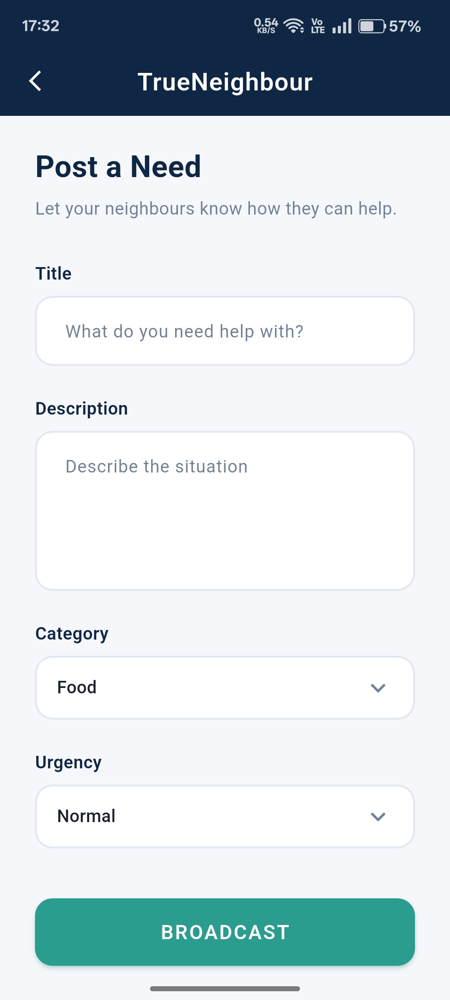 17:32
0.54
KB/S
Vo
LTE
57%
TrueNeighbour
Post a Need
Let your neighbours know how they can help.
Title
What do you need help with?
Description
Describe the situation
Category
Food
Urgency
Normal
BROADCAST